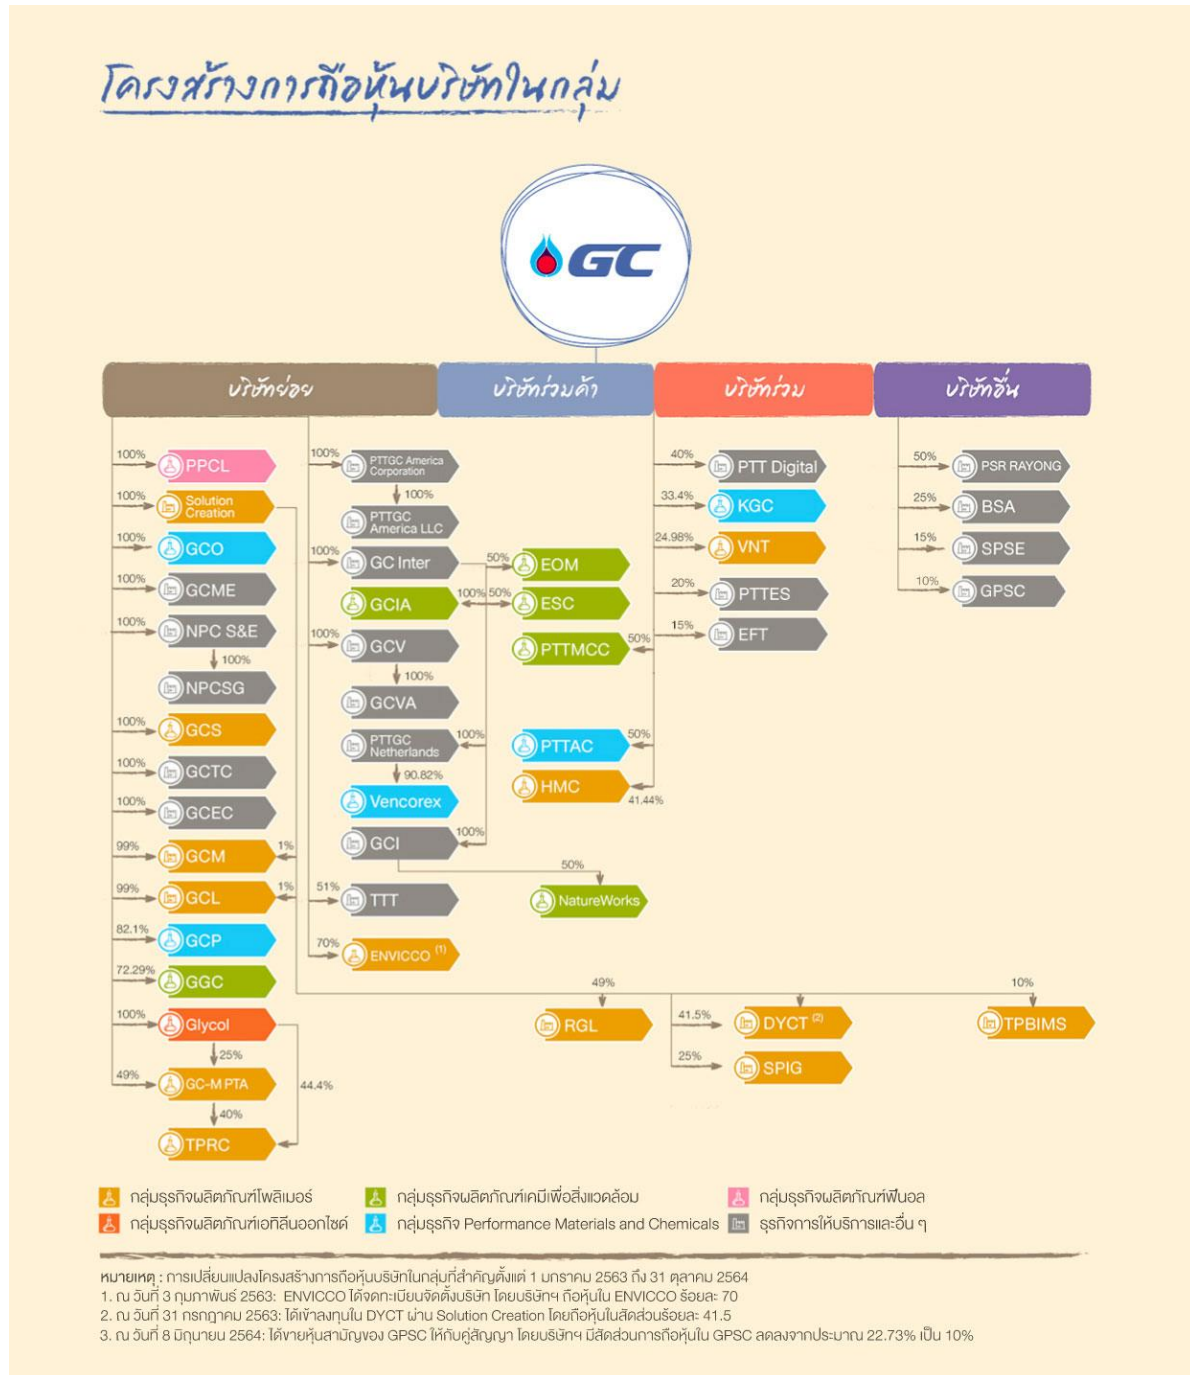 โครงสร้างการถือหุ้นบริษัทในกลุ่ม
GC
บริษัทย่อย
บริษัทร่วมค้า
บริษัทร่วม
บริษัทอื่น
100%
PPCL
100%
Solution
Creation
100%
GCO
100%
GCME
100%
NPC S&E
100%
NPCSG
100%
GCS
100%
GCTC
100%
GCEC
99%
GCM
1%
99%
GCL
1%
82.1%
GCP
72.29%
GGC
100%
Glycol
25%
49%
GC-M PTA
44.4%
40%
TPRC
100%
PTTGC America
Corporation
100%
PTTGC
America LLC
100%
GC Inter
GCIA
100%
100%
GCV
100%
GCVA
PTTGC
Netherlands
100%
90.82%
Vencorex
GCI
100%
51%
TTT
70%
ENVICCO (1)
50%
EOM
50%
ESC
PTTMCC
50%
PTTAC
50%
HMC
41.44%
50%
NatureWorks
40%
PTT Digital
33.4%
KGC
24.98%
VNT
20%
PTTES
15%
EFT
50%
PSR RAYONG
25%
BSA
15%
SPSE
10%
GPSC
49%
RGL
41.5%
DYCT (2)
25%
SPIG
10%
TPBIMS
กลุ่มธุรกิจผลิตภัณฑ์โพลิเมอร์
กลุ่มธุรกิจผลิตภัณฑ์เคมีเพื่อสิ่งแวดล้อม
กลุ่มธุรกิจผลิตภัณฑ์ฟีนอล
กลุ่มธุรกิจผลิตภัณฑ์เอทิลีนออกไซด์
กลุ่มธุรกิจ Performance Materials and Chemicals
ธุรกิจการให้บริการและอื่น ๆ
หมายเหตุ : การเปลี่ยนแปลงโครงสร้างการถือหุ้นบริษัทในกลุ่มที่สำคัญตั้งแต่ 1 มกราคม 2563 ถึง 31 ตุลาคม 2564
1. ณ วันที่ 3 กุมภาพันธ์ 2563: ENVICCO ได้จดทะเบียนจัดตั้งบริษัท โดยบริษัทฯ ถือหุ้นใน ENVICCO ร้อยละ 70
2. ณ วันที่ 31 กรกฎาคม 2563: ได้เข้าลงทุนใน DYCT ผ่าน Solution Creation โดยถือหุ้นในสัดส่วนร้อยละ 41.5
3. ณ วันที่ 8 มิถุนายน 2564: ได้ขายหุ้นสามัญของ GPSC ให้กับคู่สัญญา โดยบริษัทฯ มีสัดส่วนการถือหุ้นใน GPSC ลดลงจากประมาณ 22.73% เป็น 10%